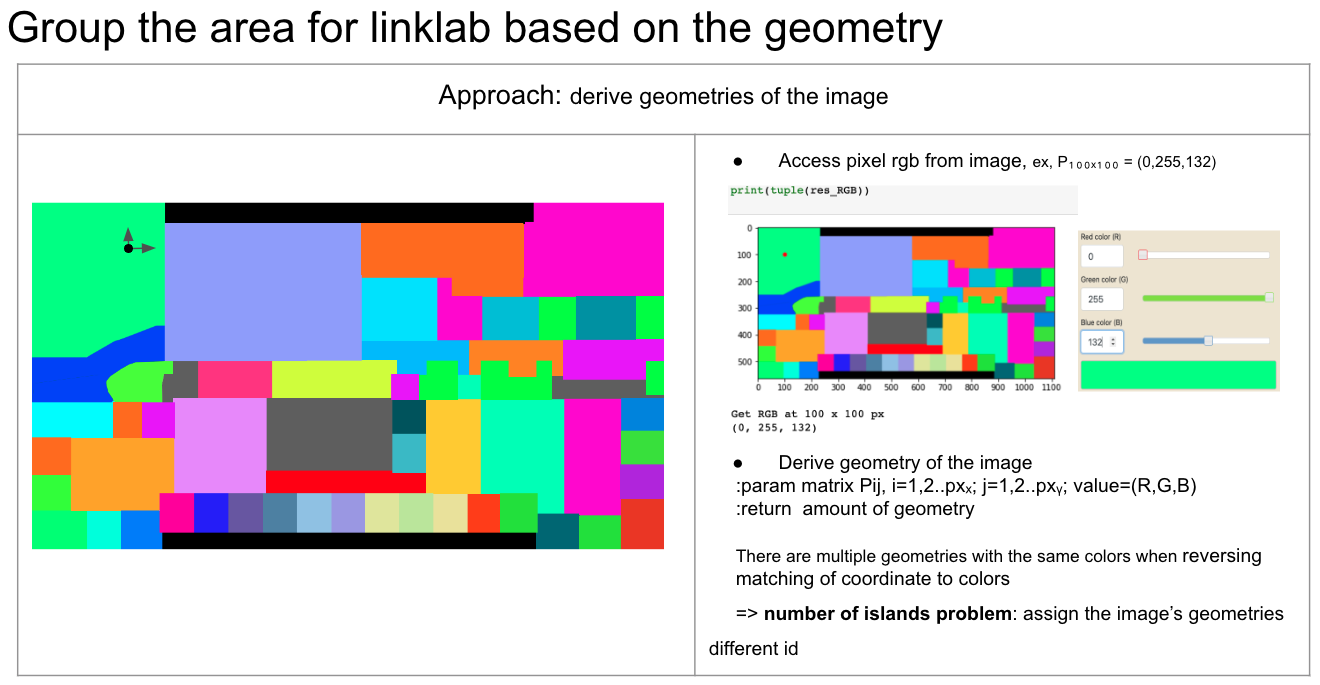 Group the area for linklab based on the geometry
Approach: derive geometries of the image
● Access pixel rgb from image, ex, P₁₀₀ₓ₁₀₀ = (0,255,132)
print(tuple(res_RGB))
0
100
200
300
400
500
0 100 200 300 400 500 600 700 800 900 1000 1100
Red color (R)
0
Green color (G)
255
Blue color (B)
132
Get RGB at 100 x 100 px
(0, 255, 132)
● Derive geometry of the image
:param matrix Pij, i=1,2..pxₓ; j=1,2..pxᵧ; value=(R,G,B)
:return amount of geometry
There are multiple geometries with the same colors when reversing
matching of coordinate to colors
=> number of islands problem: assign the image’s geometries
different id